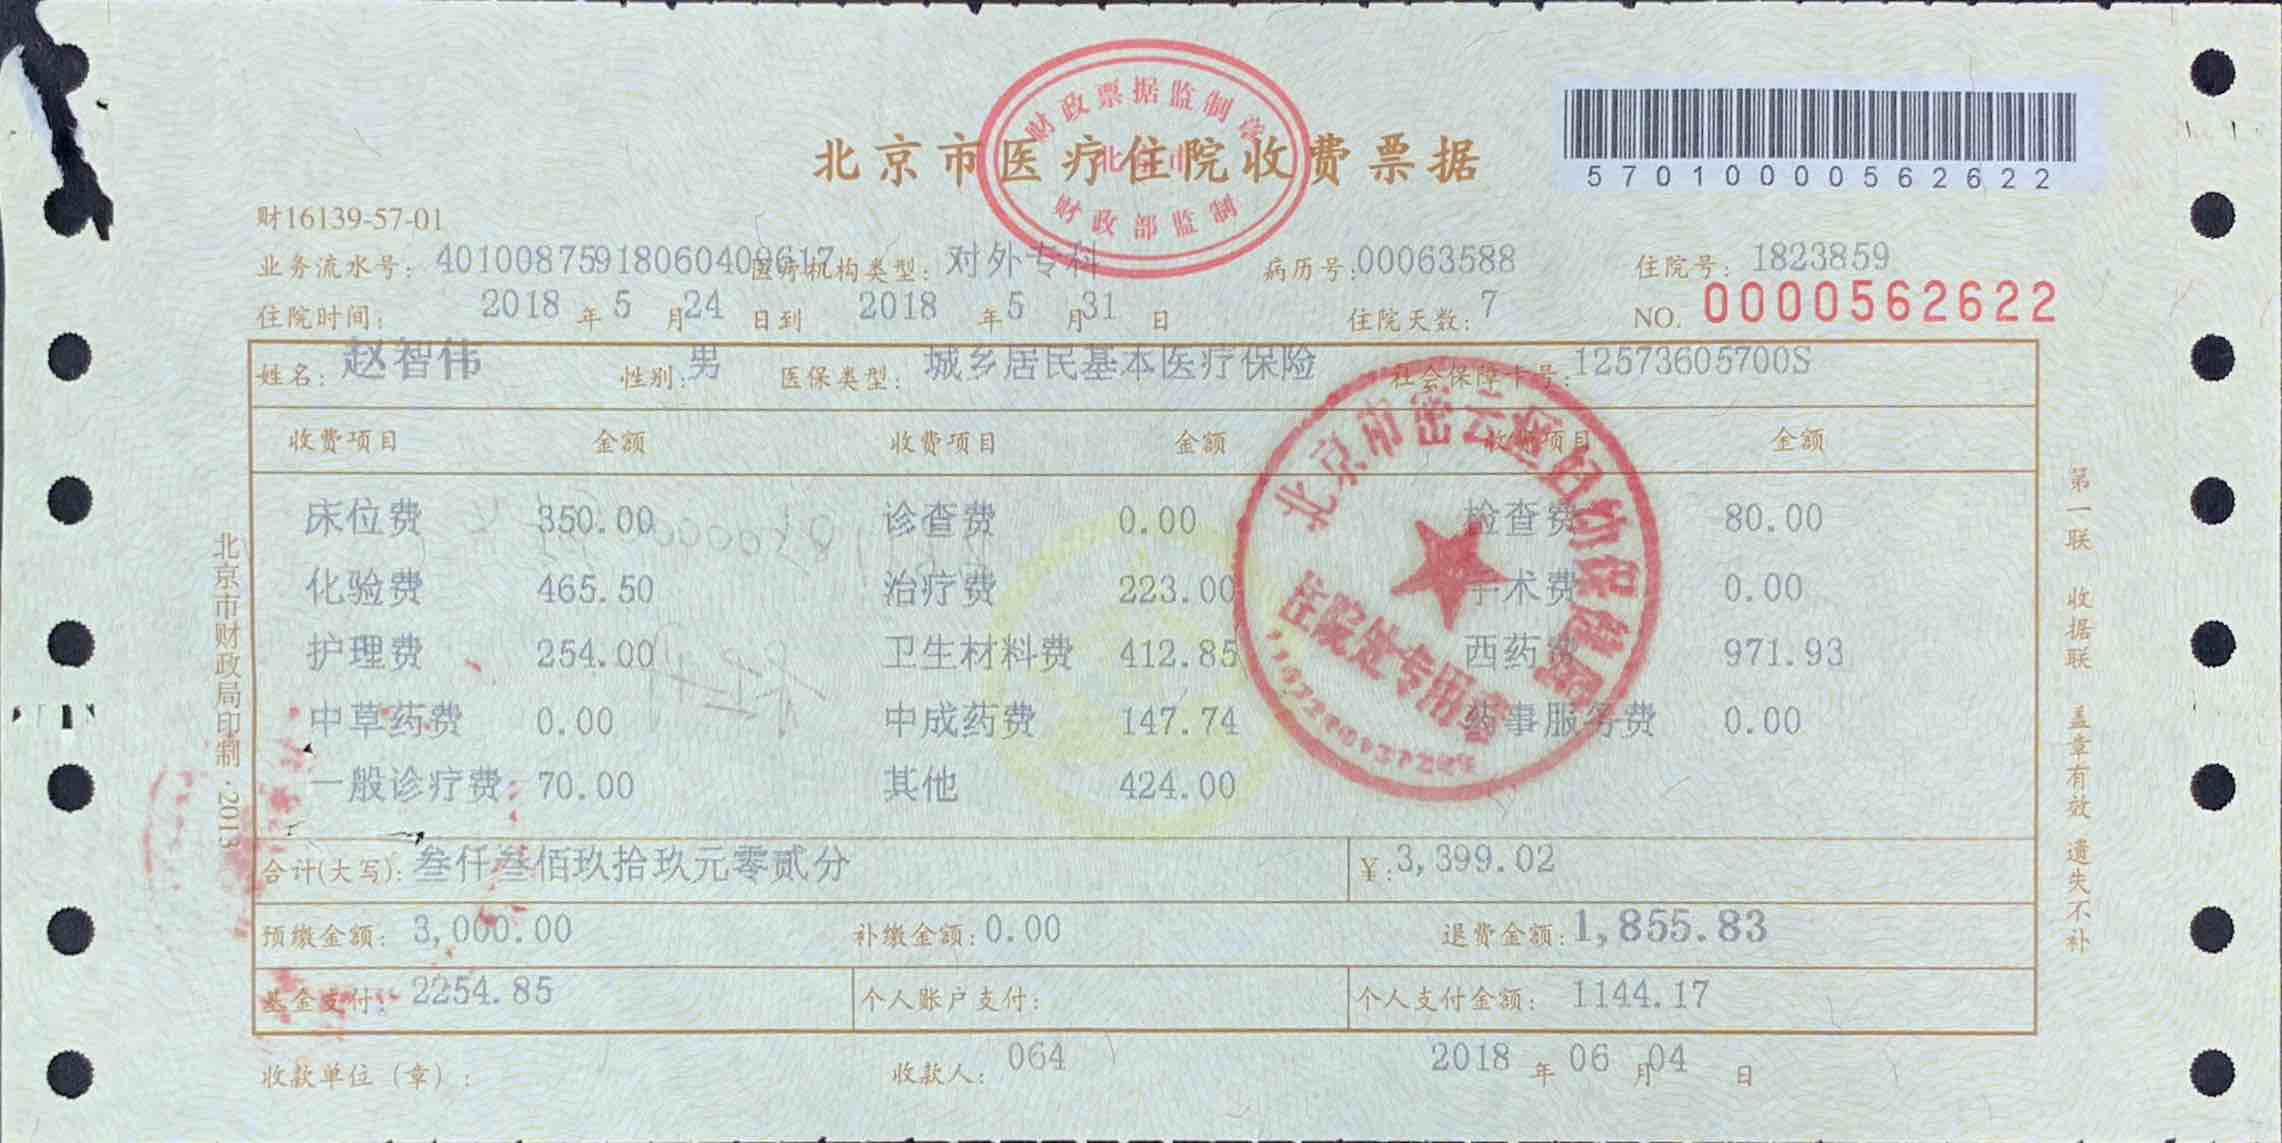 财政票据监制章
北京市
财政部监制
北京市医疗住院收费票据
5701000056 2622
财16139-57-01
业务流水号: 40100875918060409617 医疗机构类型: 对外专科 病历号: 00063588 住院号: 1823859
住院时间: 2018 年 5 月 24 日到 2018 年 5 月 31 日 住院天数: 7 NO. 0000562622
姓名: 赵智伟 性别: 男 医保类型: 城乡居民基本医疗保险 社会保障卡号: 12573605700S
收费项目 金额 收费项目 金额 收费项目 金额
床位费 350.00 诊查费 0.00 检查费 80.00
化验费 465.50 治疗费 223.00 手术费 0.00
护理费 254.00 卫生材料费 412.85 西药费 971.93
中草药费 0.00 中成药费 147.74 药事服务费 0.00
一般诊疗费: 70.00 其他 424.00
合计(大写): 叁仟叁佰玖拾玖元零贰分 ¥: 3,399.02
预缴金额: 3,000.00 补缴金额: 0.00 退费金额: 1,855.83
基金支付: 2254.85 个人账户支付: 个人支付金额: 1144.17
收款单位(章): 收款人: 064 2018 年 06 月 04 日
北京市密云区妇幼保健院
住院处专用章
北京市财政局印制·2013
第一联 收据联 盖章有效 遗失不补